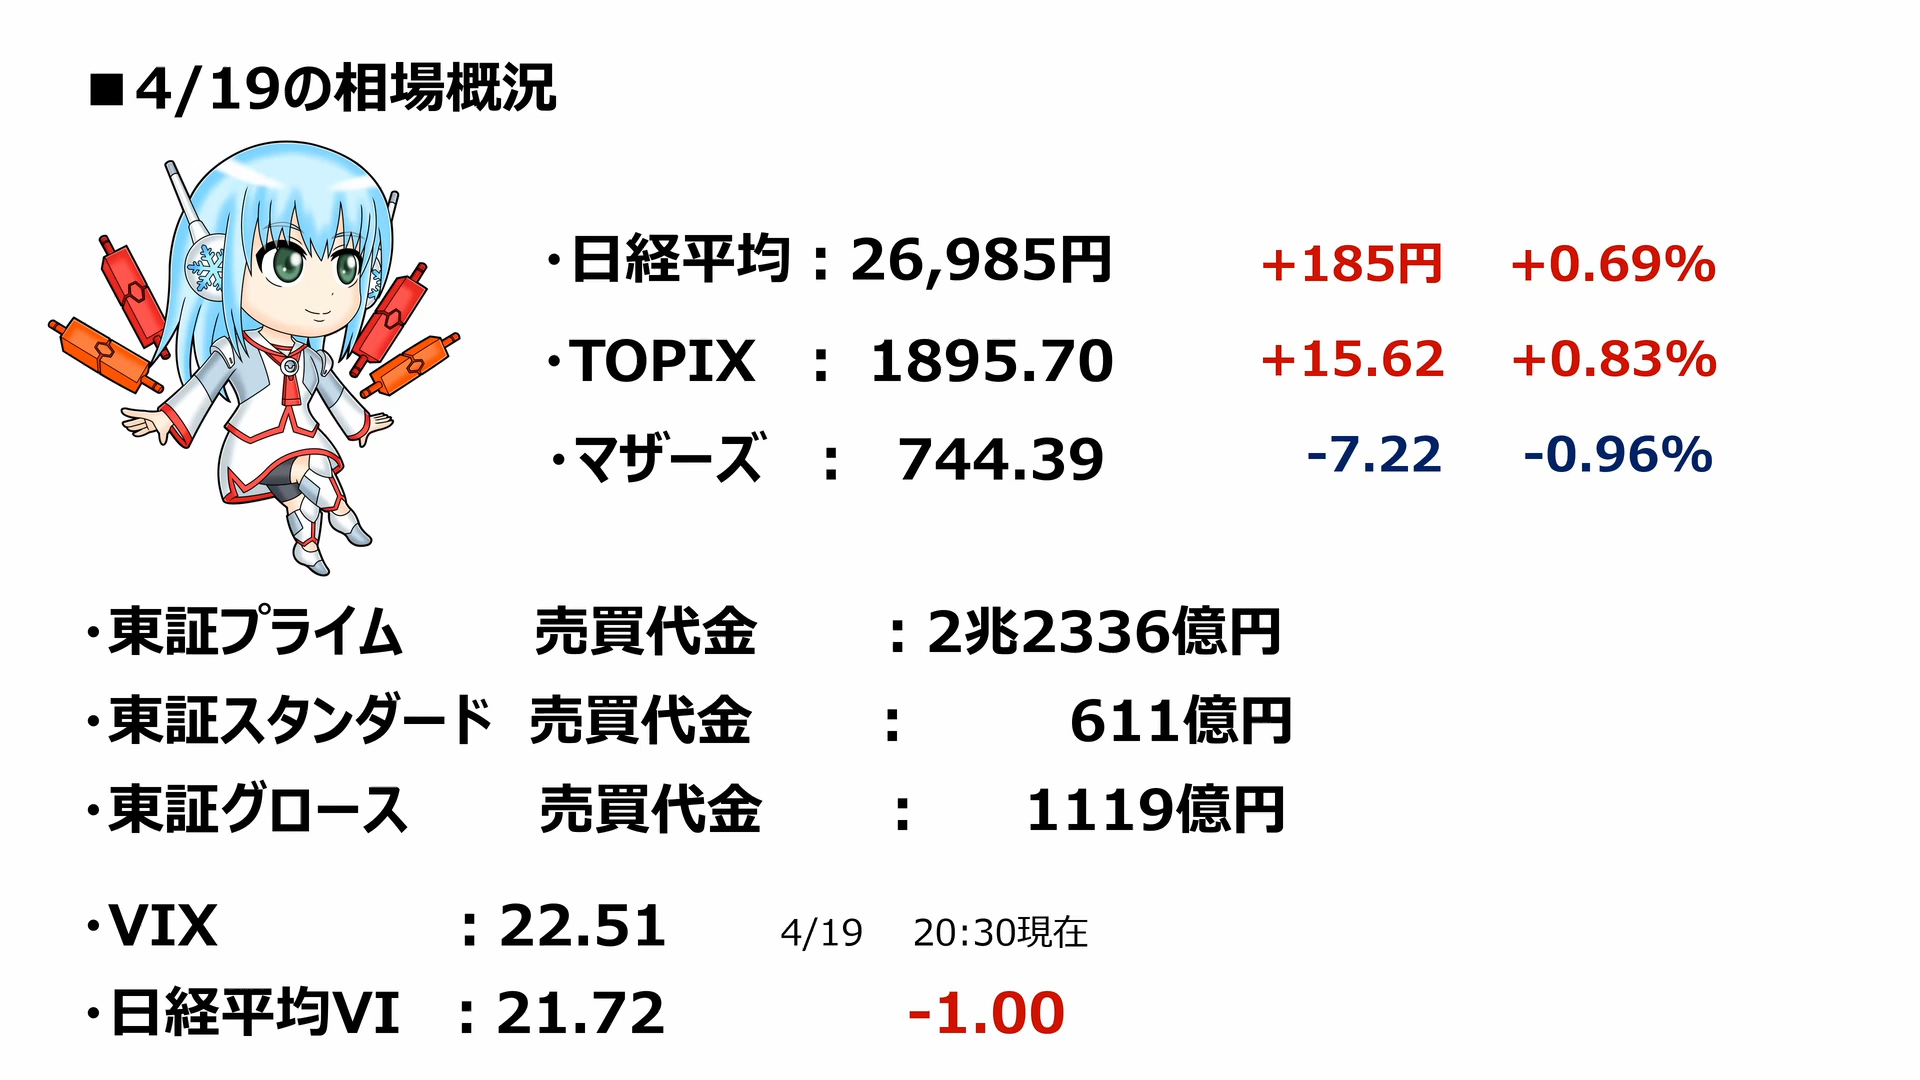 ■4/19の相場概況
・日経平均：26,985円 +185円 +0.69%
・TOPIX ： 1895.70 +15.62 +0.83%
・マザーズ ： 744.39 -7.22 -0.96%
・東証プライム 売買代金 ：2兆2336億円
・東証スタンダード 売買代金 ： 611億円
・東証グロース 売買代金 ： 1119億円
・VIX ：22.51 4/19 20:30現在
・日経平均VI ：21.72 -1.00